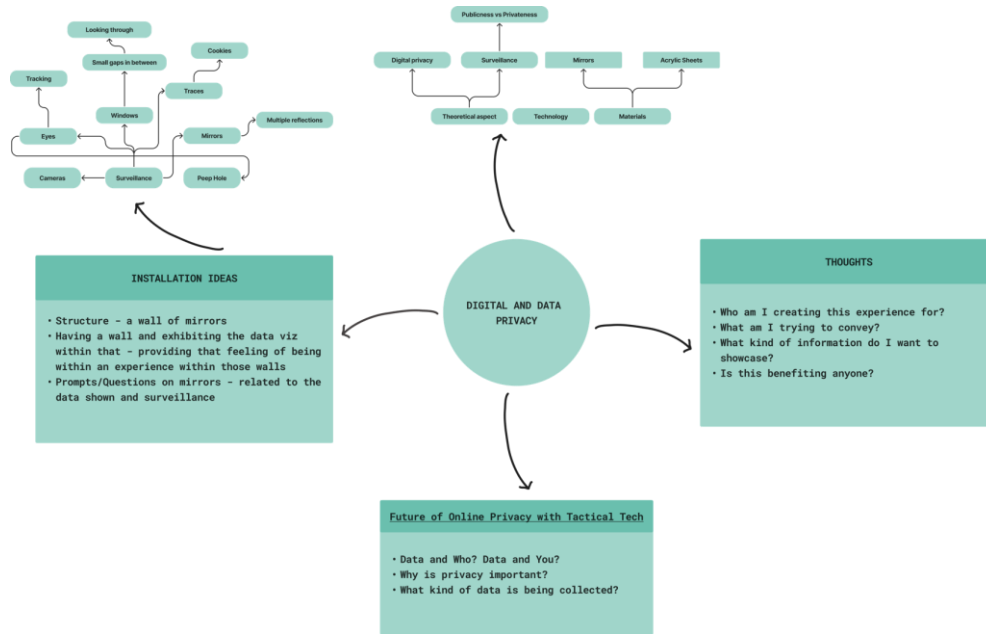 Looking through
Small gaps in between
Cookies
Tracking
Traces
Windows
Multiple reflections
Eyes
Mirrors
Cameras
Surveillance
Peep Hole
Publicness vs Privateness
Digital privacy
Surveillance
Mirrors
Acrylic Sheets
Theoretical aspect
Technology
Materials
INSTALLATION IDEAS
• Structure – a wall of mirrors
• Having a wall and exhibiting the data viz
within that – providing that feeling of being
within an experience within those walls
• Prompts/Questions on mirrors – related to the
data shown and surveillance
DIGITAL AND DATA
PRIVACY
THOUGHTS
• Who am I creating this experience for?
• What am I trying to convey?
• What kind of information do I want to
showcase?
• Is this benefiting anyone?
Future of Online Privacy with Tactical Tech
• Data and Who? Data and You?
• Why is privacy important?
• What kind of data is being collected?